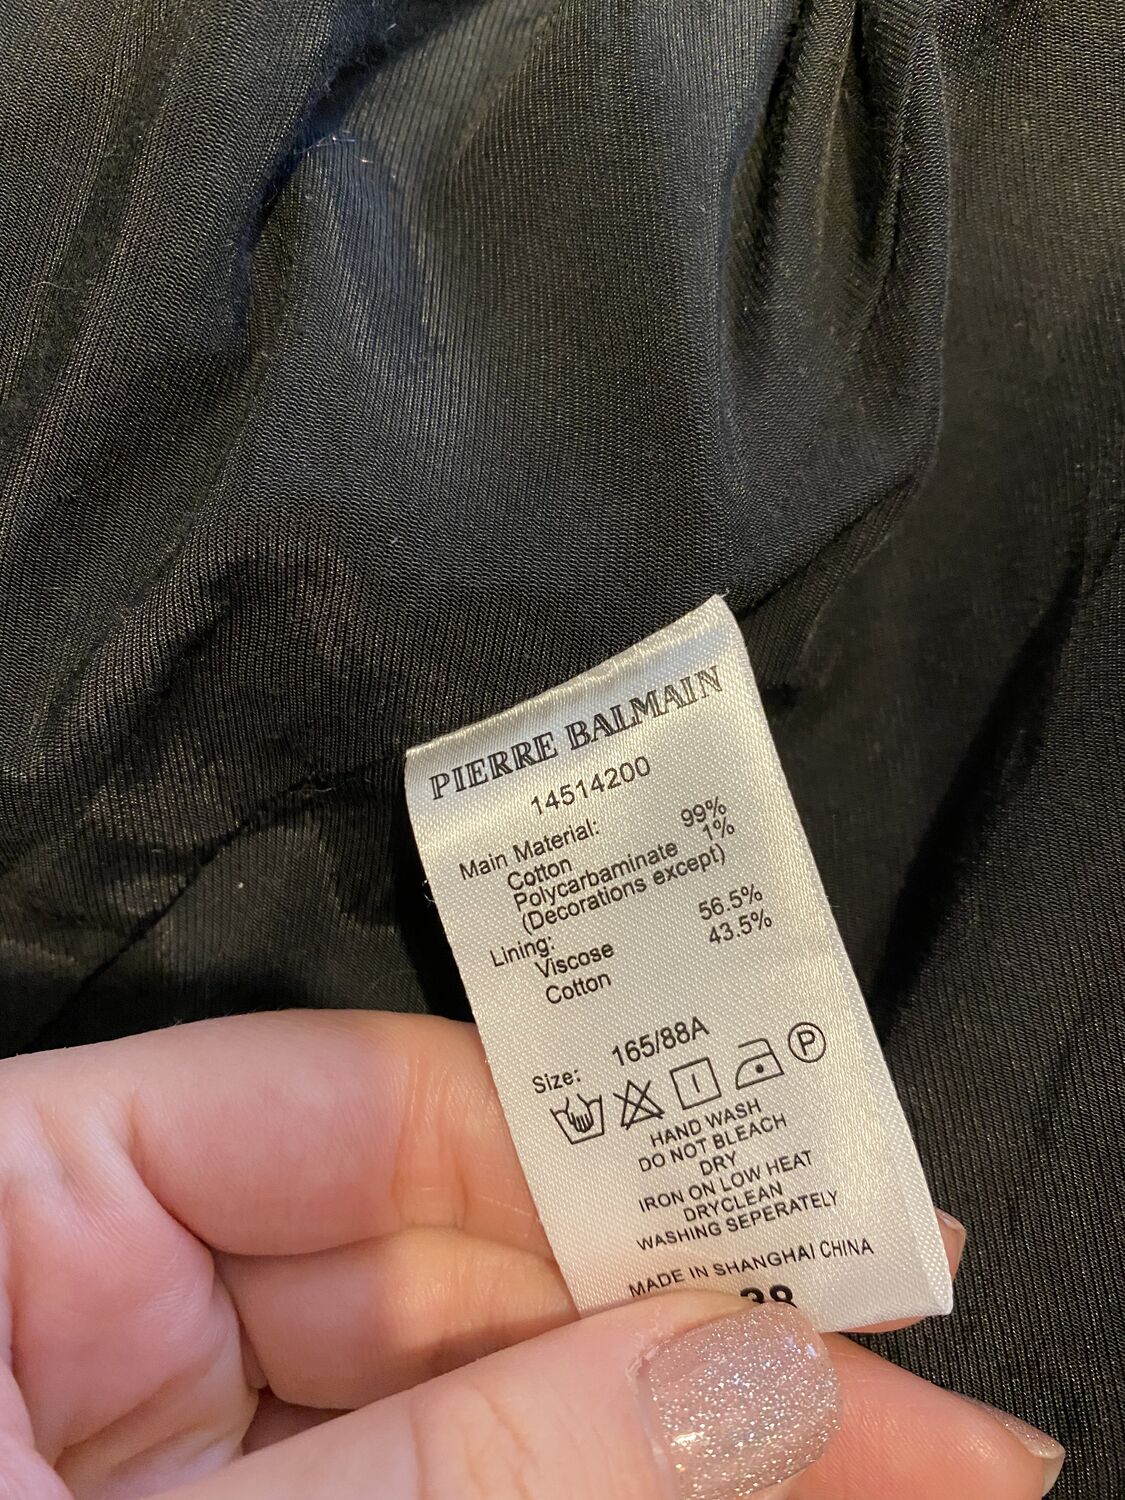 PIERRE BALMAIN
14514200
Main Material:
Cotton 99%
Polycarbaminate 1%
(Decorations except)
Lining:
Viscose 56.5%
Cotton 43.5%
Size: 165/88A
P
HAND WASH
DO NOT BLEACH
DRY
IRON ON LOW HEAT
DRYCLEAN
WASHING SEPERATELY
MADE IN SHANGHAI CHINA